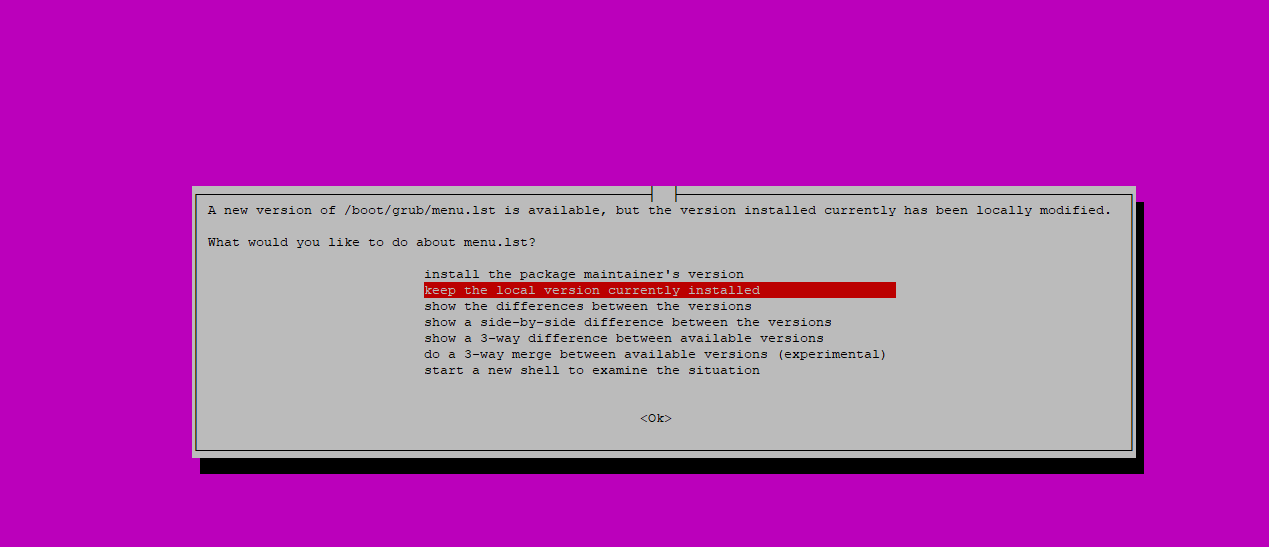 A new version of /boot/grub/menu.lst is available, but the version installed currently has been locally modified.
What would you like to do about menu.lst?
install the package maintainer's version
keep the local version currently installed
show the differences between the versions
show a side-by-side difference between the versions
show a 3-way difference between available versions
do a 3-way merge between available versions (experimental)
start a new shell to examine the situation
<Ok>